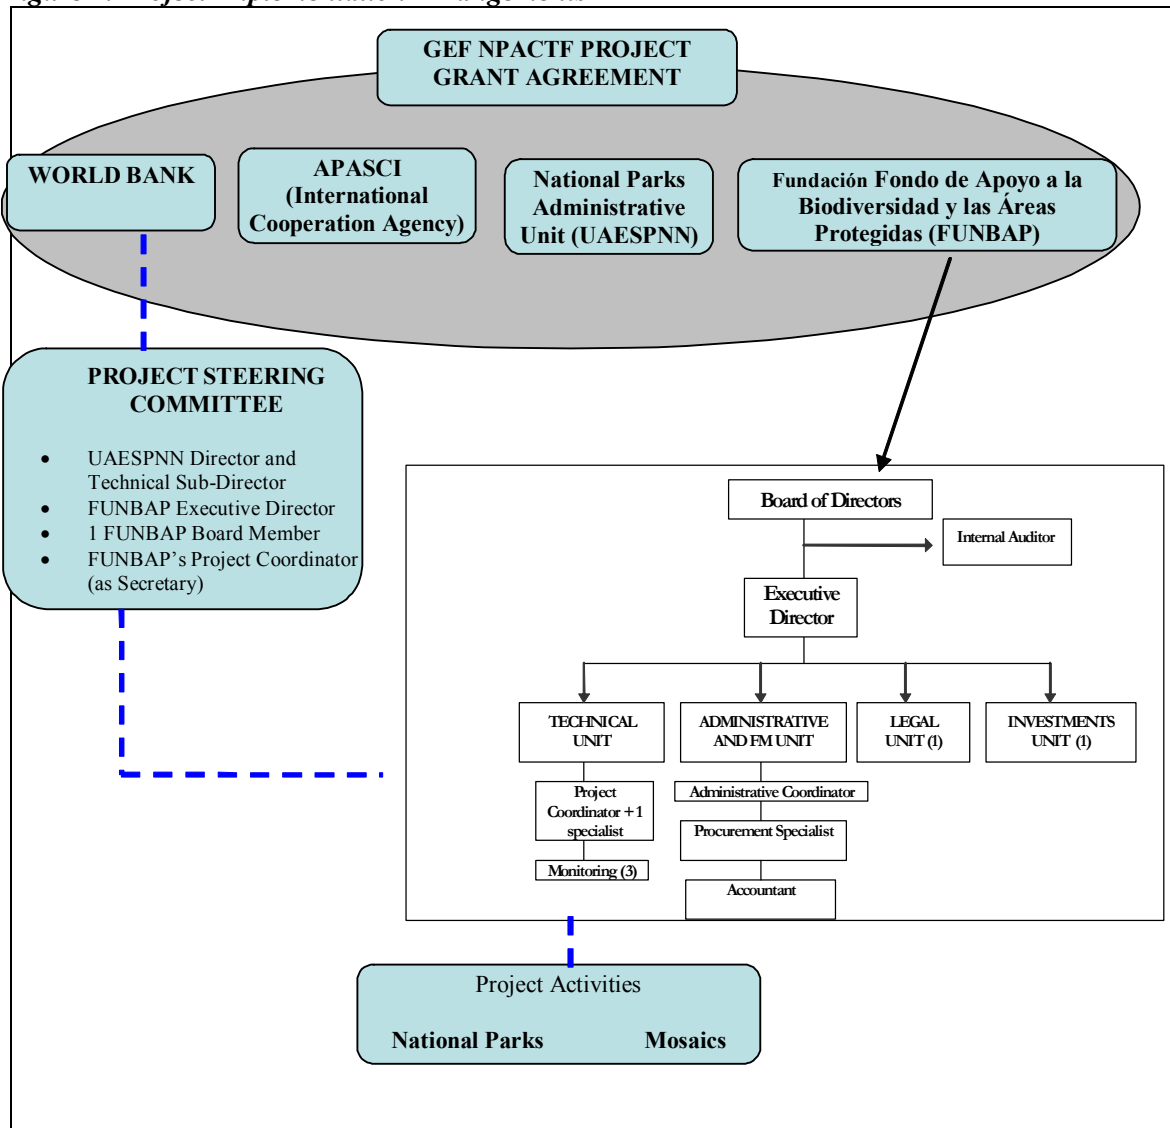 GEF NPACTF PROJECT
GRANT AGREEMENT
WORLD BANK
APASCI
(International
Cooperation Agency)
National Parks
Administrative
Unit (UAESPNN)
Fundación Fondo de Apoyo a la
Biodiversidad y las Áreas
Protegidas (FUNBAP)
PROJECT STEERING
COMMITTEE
• UAESPNN Director and
Technical Sub-Director
• FUNBAP Executive Director
• 1 FUNBAP Board Member
• FUNBAP's Project Coordinator
(as Secretary)
Board of Directors
Internal Auditor
Executive
Director
TECHNICAL
UNIT
ADMINISTRATIVE
AND FM UNIT
LEGAL
UNIT (1)
INVESTMENTS
UNIT (1)
Project
Coordinator + 1
specialist
Monitoring (3)
Administrative Coordinator
Procurement Specialist
Accountant
Project Activities
National Parks Mosaics